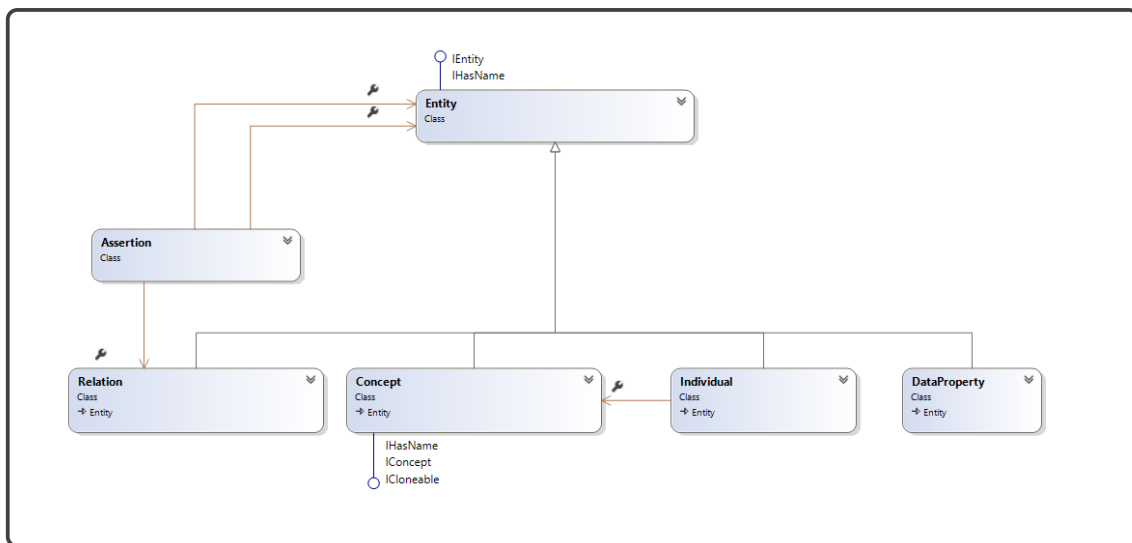 IEntity
IHasName
Entity
Class
Assertion
Class
Relation
Class
Entity
Concept
Class
Entity
IHasName
IConcept
ICloneable
Individual
Class
Entity
DataProperty
Class
Entity